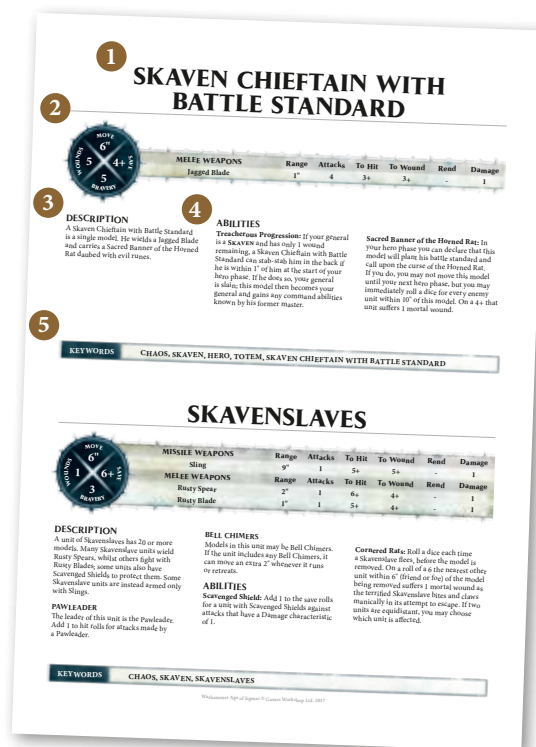 1
SKAVEN CHIEFTAIN WITH
BATTLE STANDARD
2
MOVE
6"
WOUNDS 5 4+ SAVE
5
BRAVERY
MELEE WEAPONS Range Attacks To Hit To Wound Rend Damage
Jagged Blade 1" 4 3+ 3+ - 1
3
DESCRIPTION
A Skaven Chieftain with Battle Standard
is a single model. He wields a Jagged Blade
and carries a Sacred Banner of the Horned
Rat daubed with evil runes.
4
ABILITIES
Treacherous Progression: If your general
is a SKAVEN and has only 1 wound
remaining, a Skaven Chieftain with Battle
Standard can stab-stab him in the back if
he is within 1" of him at the start of your
hero phase. If he does so, your general
is slain; this model then becomes your
general and gains any command abilities
known by his former master.
Sacred Banner of the Horned Rat: In
your hero phase you can declare that this
model will plant his battle standard and
call upon the curse of the Horned Rat.
If you do, you may not move this model
until your next hero phase, but you may
immediately roll a dice for every enemy
unit within 10" of this model. On a 4+ that
unit suffers 1 mortal wound.
5
KEYWORDS CHAOS, SKAVEN, HERO, TOTEM, SKAVEN CHIEFTAIN WITH BATTLE STANDARD
SKAVENSLAVES
MOVE
6"
WOUNDS 1 6+ SAVE
3
BRAVERY
MISSILE WEAPONS Range Attacks To Hit To Wound Rend Damage
Sling 9" 1 5+ 5+ - 1
MELEE WEAPONS Range Attacks To Hit To Wound Rend Damage
Rusty Spear 2" 1 6+ 4+ - 1
Rusty Blade 1" 1 5+ 4+ - 1
DESCRIPTION
A unit of Skavenslaves has 20 or more
models. Many Skavenslave units wield
Rusty Spears, whilst others fight with
Rusty Blades; some units also have
Scavenged Shields to protect them. Some
Skavenslave units are instead armed only
with Slings.
PAWLEADER
The leader of this unit is the Pawleader.
Add 1 to hit rolls for attacks made by
a Pawleader.
BELL CHIMERS
Models in this unit may be Bell Chimers.
If the unit includes any Bell Chimers, it
can move an extra 2" whenever it runs
or retreats.
ABILITIES
Scavenged Shield: Add 1 to the save rolls
for a unit with Scavenged Shields against
attacks that have a Damage characteristic
of 1.
Cornered Rats: Roll a dice each time
a Skavenslave flees, before the model is
removed. On a roll of a 6 the nearest other
unit within 6" (friend or foe) of the model
being removed suffers 1 mortal wound as
the terrified Skavenslave bites and claws
manically in its attempt to escape. If two
units are equidistant, you may choose
which unit is affected.
KEYWORDS CHAOS, SKAVEN, SKAVENSLAVES
Warhammer Age of Sigmar © Games Workshop Ltd. 2017